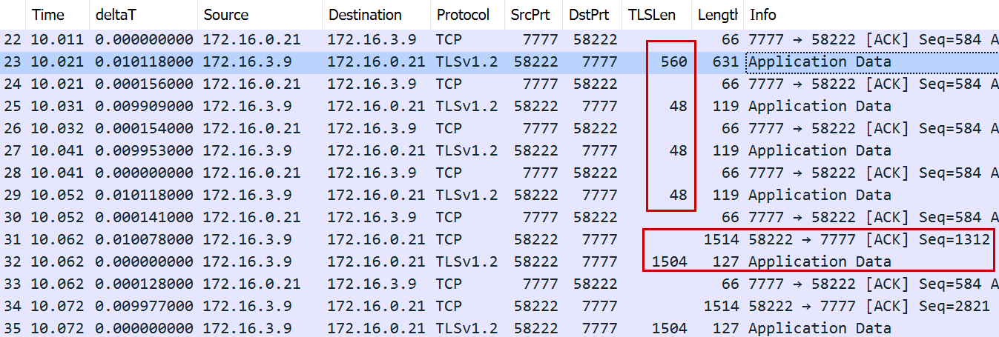 Time deltaT Source Destination Protocol SrcPrt DstPrt TLSLen Length Info
22 10.011 0.000000000 172.16.0.21 172.16.3.9 TCP 7777 58222 66 7777 → 58222 [ACK] Seq=584 A
23 10.021 0.010118000 172.16.3.9 172.16.0.21 TLSv1.2 58222 7777 560 631 Application Data
24 10.021 0.000156000 172.16.0.21 172.16.3.9 TCP 7777 58222 66 7777 → 58222 [ACK] Seq=584 A
25 10.031 0.009909000 172.16.3.9 172.16.0.21 TLSv1.2 58222 7777 48 119 Application Data
26 10.032 0.000154000 172.16.0.21 172.16.3.9 TCP 7777 58222 66 7777 → 58222 [ACK] Seq=584 A
27 10.041 0.009953000 172.16.3.9 172.16.0.21 TLSv1.2 58222 7777 48 119 Application Data
28 10.041 0.000000000 172.16.0.21 172.16.3.9 TCP 7777 58222 66 7777 → 58222 [ACK] Seq=584 A
29 10.052 0.010118000 172.16.3.9 172.16.0.21 TLSv1.2 58222 7777 48 119 Application Data
30 10.052 0.000141000 172.16.0.21 172.16.3.9 TCP 7777 58222 66 7777 → 58222 [ACK] Seq=584 A
31 10.062 0.010078000 172.16.3.9 172.16.0.21 TCP 58222 7777 1514 58222 → 7777 [ACK] Seq=1312
32 10.062 0.000000000 172.16.3.9 172.16.0.21 TLSv1.2 58222 7777 1504 127 Application Data
33 10.062 0.000128000 172.16.0.21 172.16.3.9 TCP 7777 58222 66 7777 → 58222 [ACK] Seq=584 A
34 10.072 0.009977000 172.16.3.9 172.16.0.21 TCP 58222 7777 1514 58222 → 7777 [ACK] Seq=2821
35 10.072 0.000000000 172.16.3.9 172.16.0.21 TLSv1.2 58222 7777 1504 127 Application Data